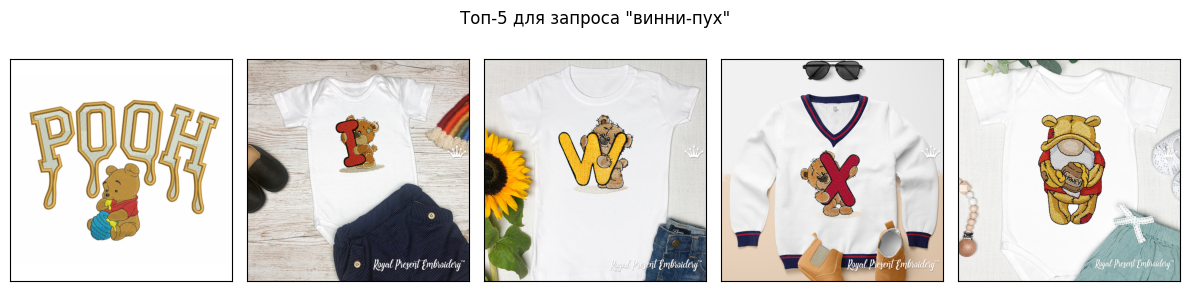 Топ-5 для запроса "винни-пух"
POOH
I
W
X
Royal Present Embroidery™
Royal Present Embroidery™
Royal Present Embroidery™
Royal Present Embroidery™